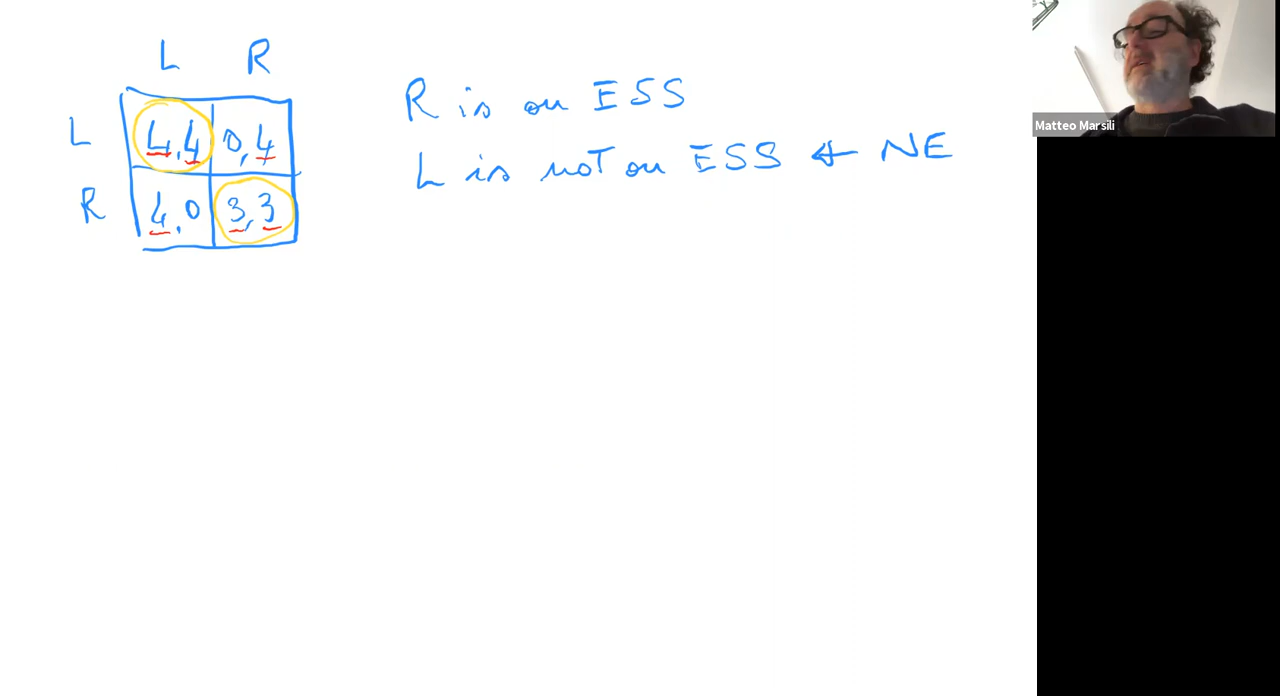 L R
L 4,4 0,4
R 4,0 3,3
R is an ESS
L is not an ESS ← NE
Matteo Marsili